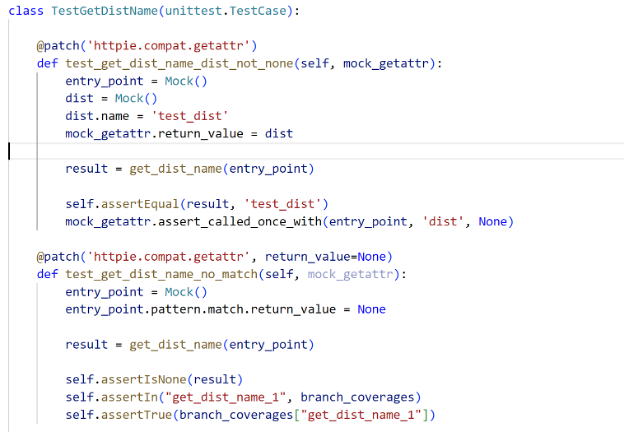 class TestGetDistName(unittest.TestCase):
@patch('httpie.compat.getattr')
def test_get_dist_name_dist_not_none(self, mock_getattr):
entry_point = Mock()
dist = Mock()
dist.name = 'test_dist'
mock_getattr.return_value = dist
result = get_dist_name(entry_point)
self.assertEqual(result, 'test_dist')
mock_getattr.assert_called_once_with(entry_point, 'dist', None)
@patch('httpie.compat.getattr', return_value=None)
def test_get_dist_name_no_match(self, mock_getattr):
entry_point = Mock()
entry_point.pattern.match.return_value = None
result = get_dist_name(entry_point)
self.assertIsNone(result)
self.assertIn("get_dist_name_1", branch_coverages)
self.assertTrue(branch_coverages["get_dist_name_1"])